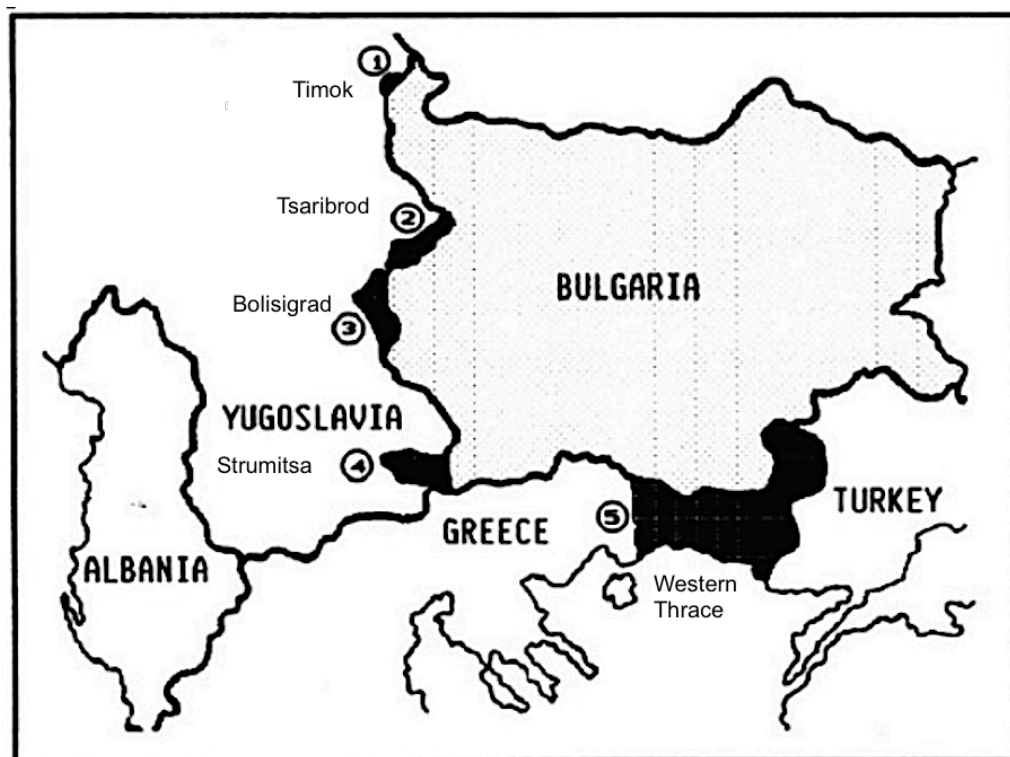 1
Timok
Tsaribrod
2
BULGARIA
Bolisigrad
3
YUGOSLAVIA
Strumitsa
4
TURKEY
5
GREECE
ALBANIA
Western
Thrace